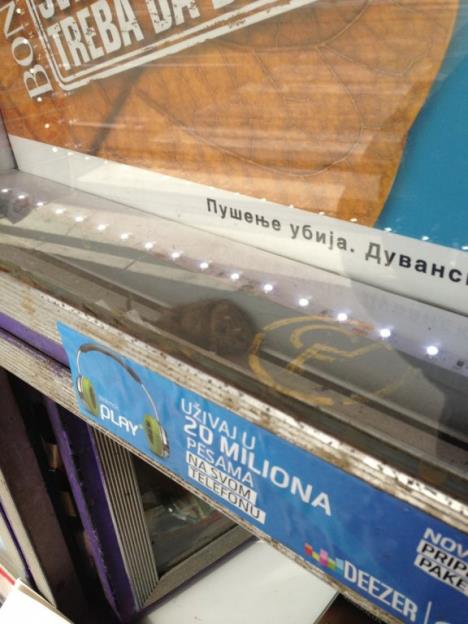 BON
TREBA DA
Пушење убија. Дуванс
PLAY
UŽIVAJ U
20 MILIONA
PESAMA
NA SVOM
TELEFONU
DEEZER
NOV
PRIP
PAKE